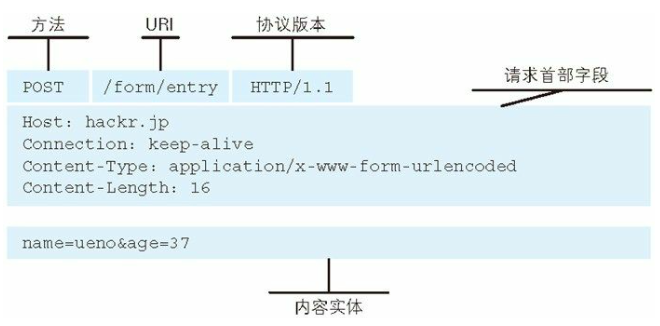 方法 URI 协议版本
请求首部字段
POST /form/entry HTTP/1.1
Host: hackr.jp
Connection: keep-alive
Content-Type: application/x-www-form-urlencoded
Content-Length: 16
name=ueno&age=37
内容实体